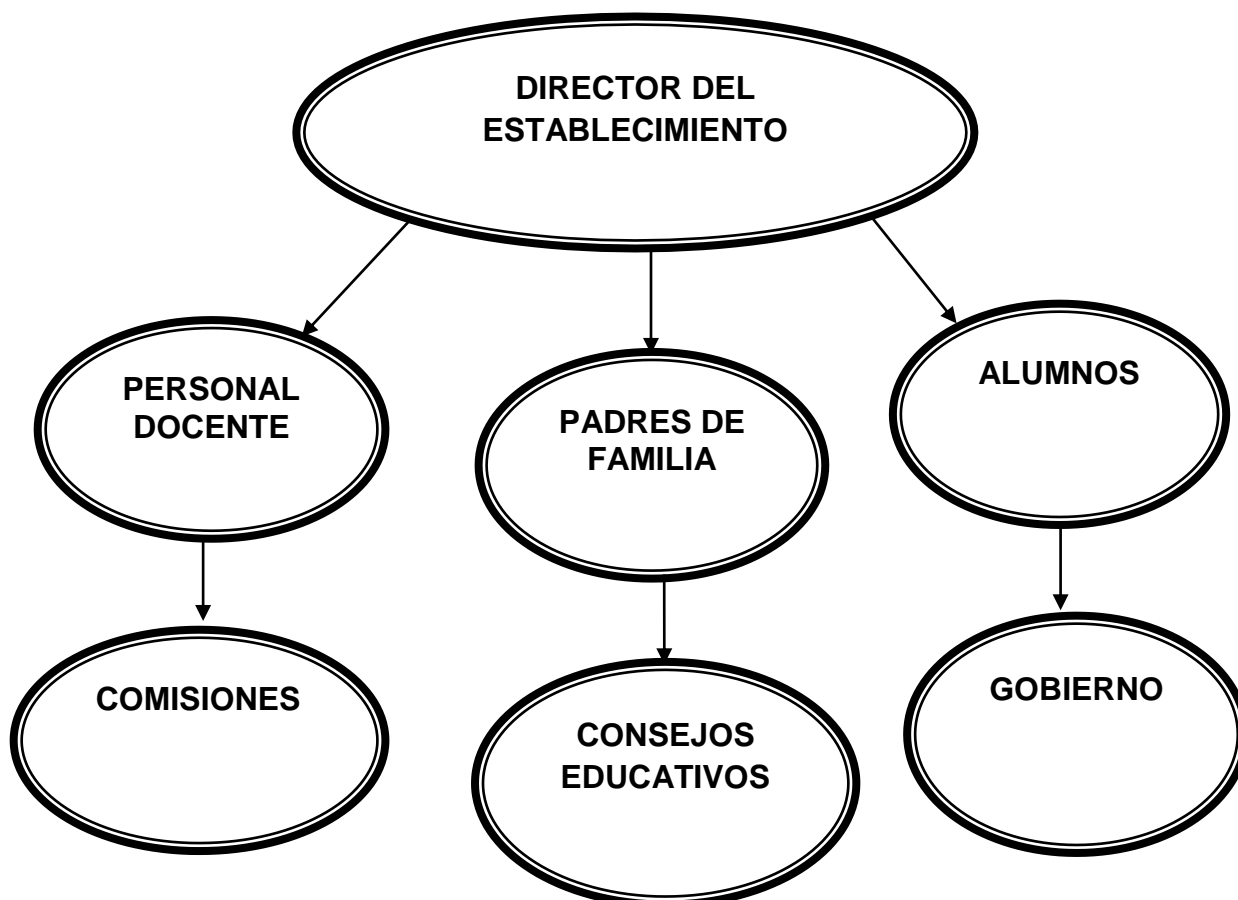 DIRECTOR DEL
ESTABLECIMIENTO
PERSONAL
DOCENTE
PADRES DE
FAMILIA
ALUMNOS
COMISIONES
CONSEJOS
EDUCATIVOS
GOBIERNO